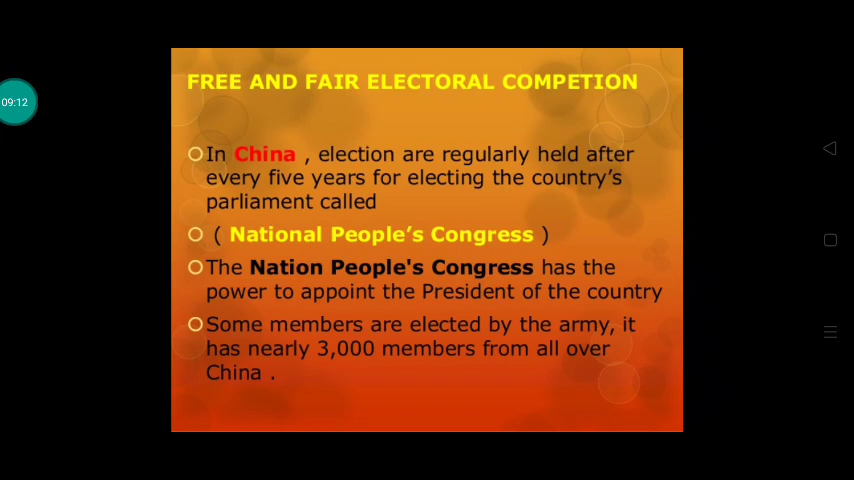 FREE AND FAIR ELECTORAL COMPETION
09:12
In China , election are regularly held after
every five years for electing the country's
parliament called
( National People's Congress )
The Nation People's Congress has the
power to appoint the President of the country
Some members are elected by the army, it
has nearly 3,000 members from all over
China .